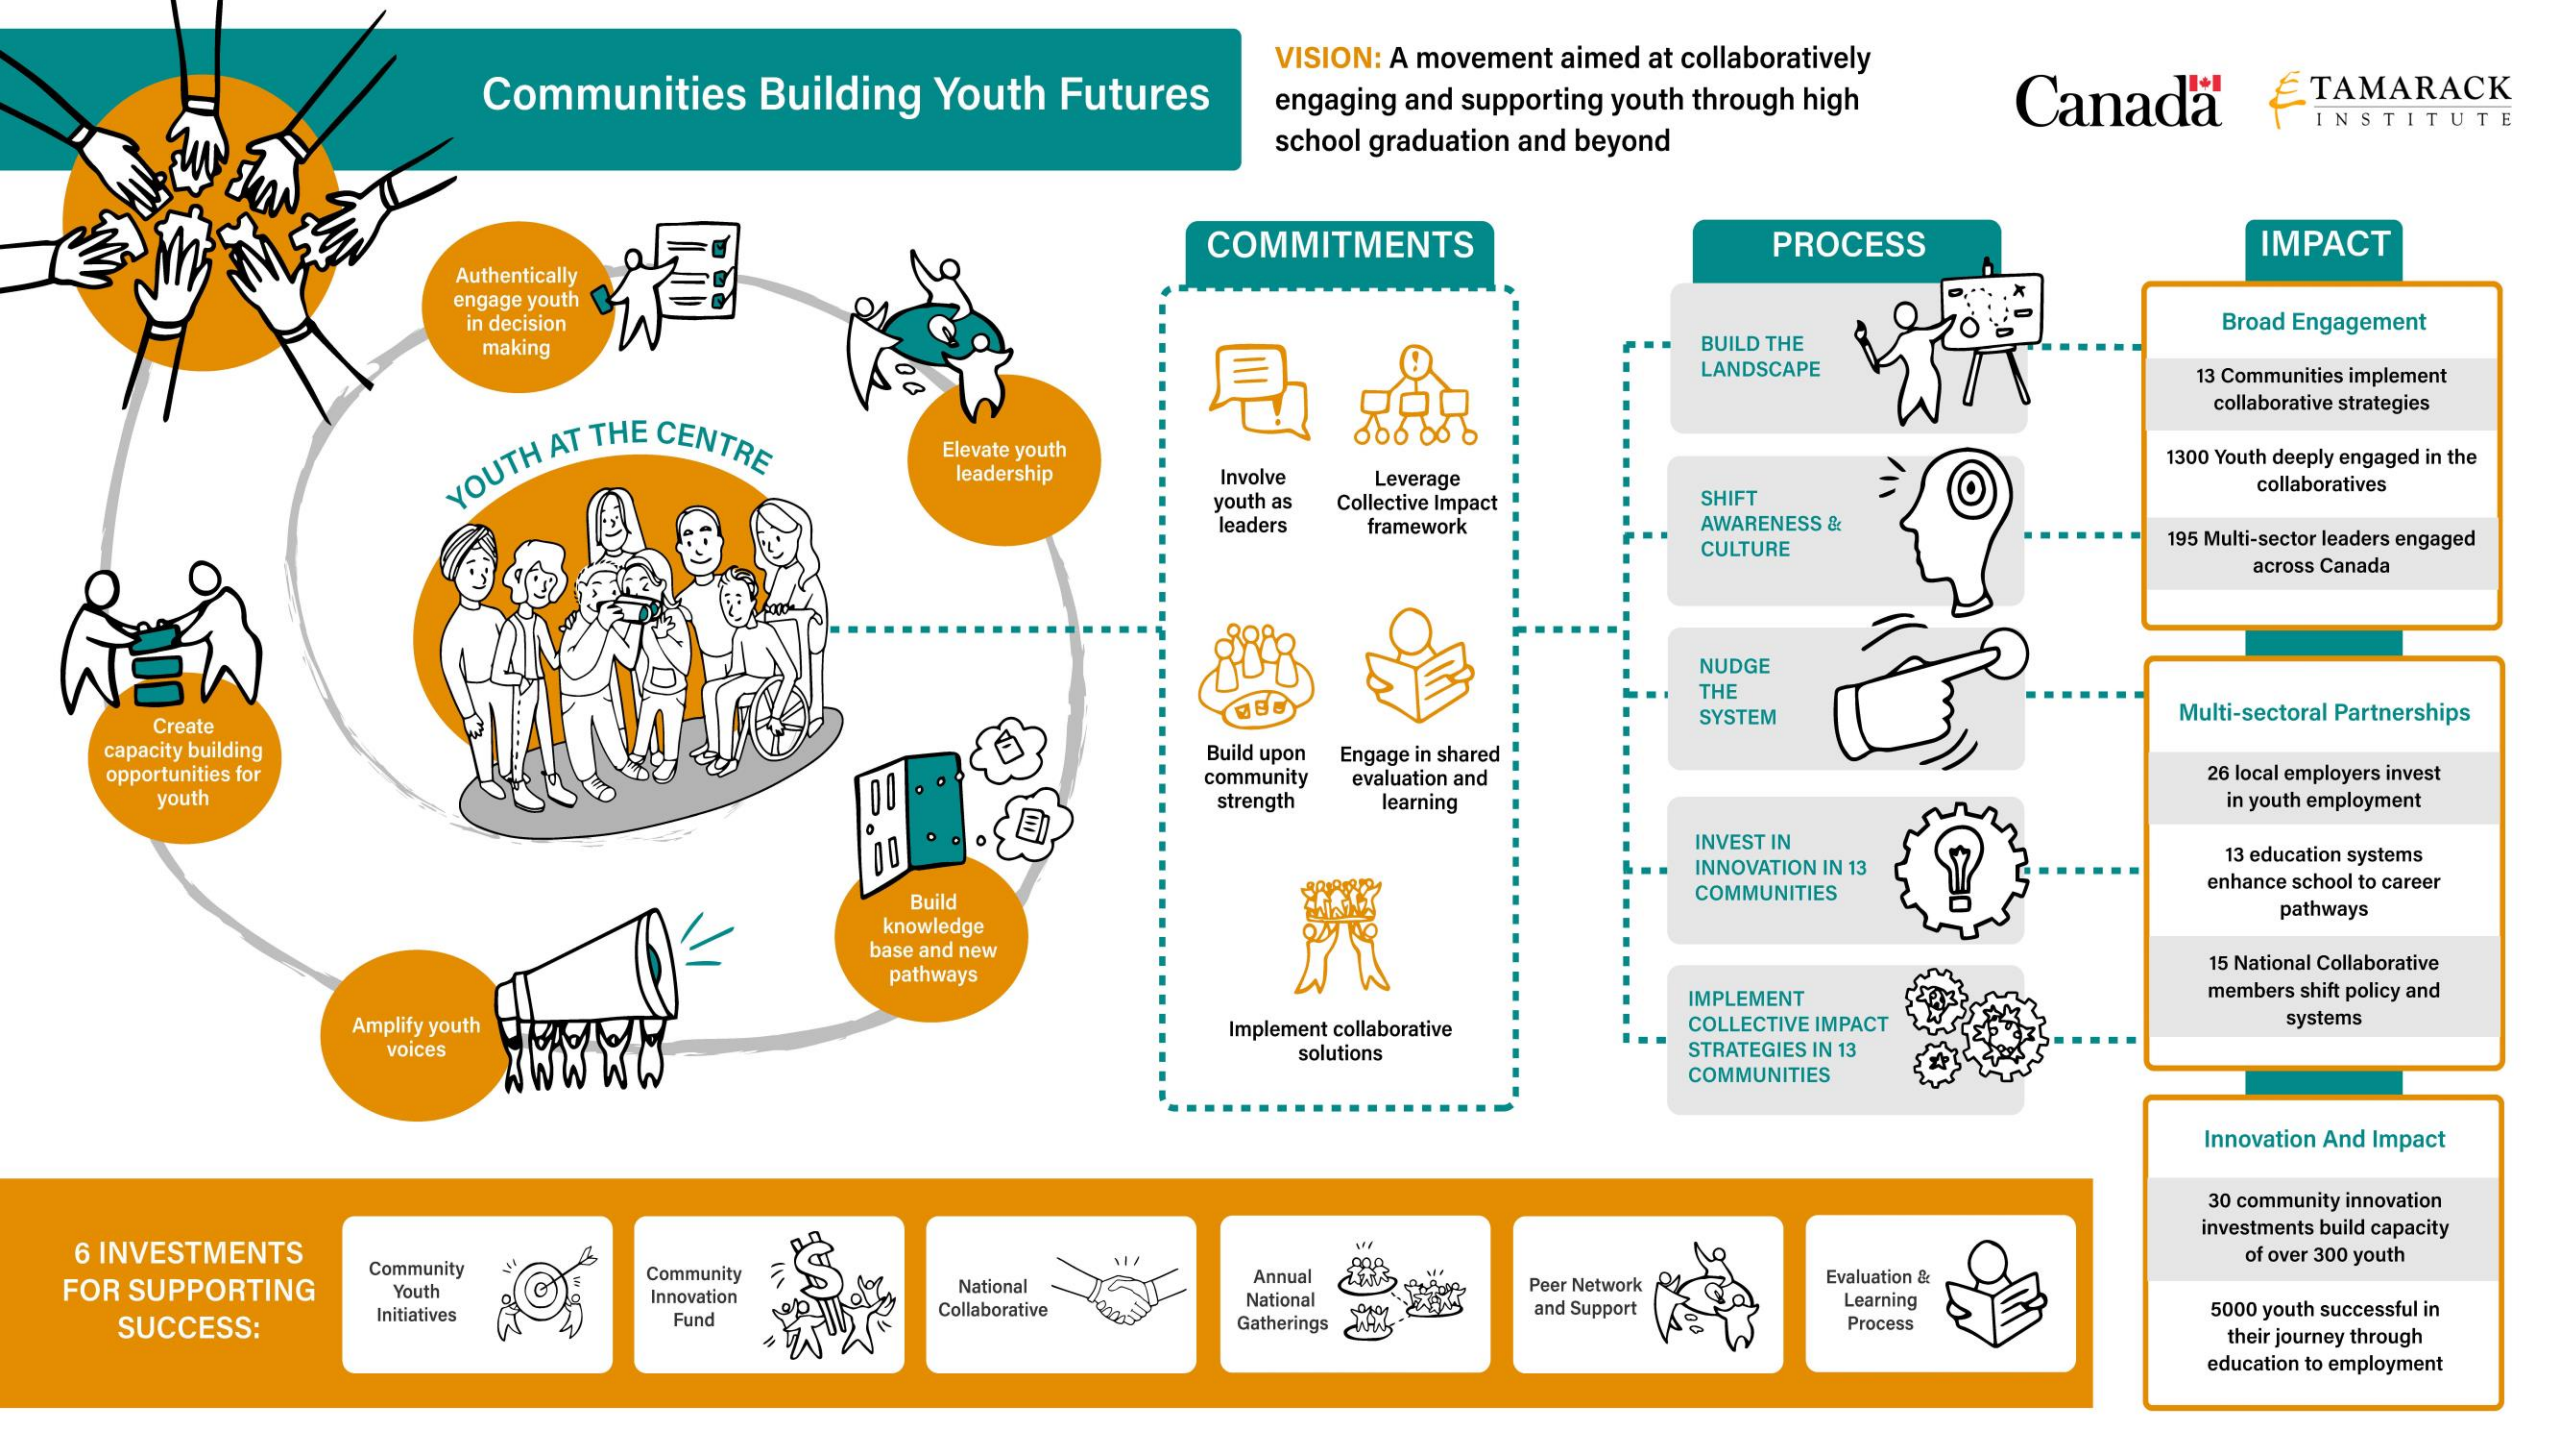 Communities Building Youth Futures
VISION: A movement aimed at collaboratively
engaging and supporting youth through high
school graduation and beyond
Canada
TAMARACK
INSTITUTE
Authentically
engage youth
in decision
making
Elevate youth
leadership
YOUTH AT THE CENTRE
Create
capacity building
opportunities for
youth
Build
knowledge
base and new
pathways
Amplify youth
voices
COMMITMENTS
Involve
youth as
leaders
Leverage
Collective Impact
framework
Build upon
community
strength
Engage in shared
evaluation and
learning
Implement collaborative
solutions
PROCESS
BUILD THE
LANDSCAPE
SHIFT
AWARENESS &
CULTURE
NUDGE
THE
SYSTEM
INVEST IN
INNOVATION IN 13
COMMUNITIES
IMPLEMENT
COLLECTIVE IMPACT
STRATEGIES IN 13
COMMUNITIES
IMPACT
Broad Engagement
13 Communities implement
collaborative strategies
1300 Youth deeply engaged in the
collaboratives
195 Multi-sector leaders engaged
across Canada
Multi-sectoral Partnerships
26 local employers invest
in youth employment
13 education systems
enhance school to career
pathways
15 National Collaborative
members shift policy and
systems
Innovation And Impact
30 community innovation
investments build capacity
of over 300 youth
5000 youth successful in
their journey through
education to employment
6 INVESTMENTS
FOR SUPPORTING
SUCCESS:
Community
Youth
Initiatives
Community
Innovation
Fund
National
Collaborative
Annual
National
Gatherings
Peer Network
and Support
Evaluation &
Learning
Process